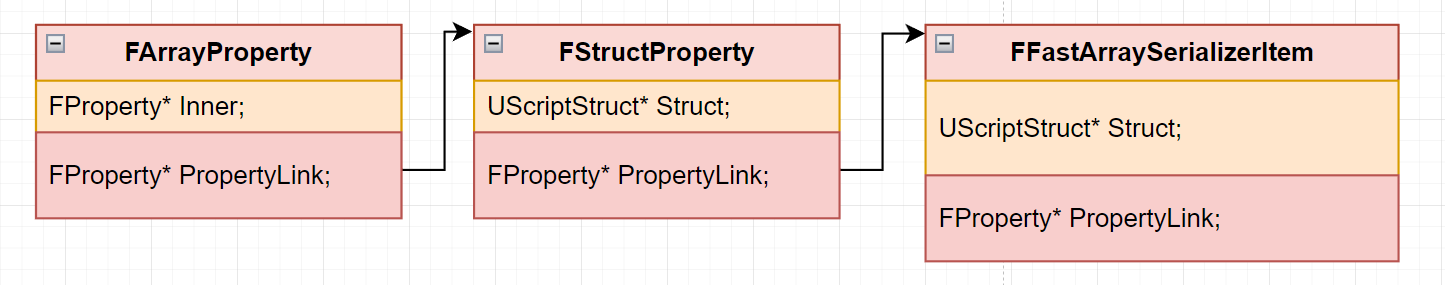 FArrayProperty
FProperty* Inner;
FProperty* PropertyLink;
FStructProperty
UScriptStruct* Struct;
FProperty* PropertyLink;
FFastArraySerializerItem
UScriptStruct* Struct;
FProperty* PropertyLink;